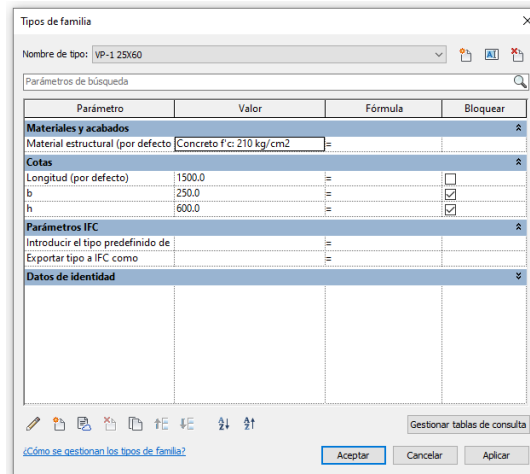 Tipos de familia
Nombre de tipo: VP-1 25X60
Parámetros de búsqueda
Parámetro Valor Fórmula Bloquear
Materiales y acabados
Material estructural (por defecto Concreto f'c: 210 kg/cm2 =
Cotas
Longitud (por defecto) 1500.0 =
b 250.0 =
h 600.0 =
Parámetros IFC
Introducir el tipo predefinido de =
Exportar tipo a IFC como =
Datos de identidad
Gestionar tablas de consulta
¿Cómo se gestionan los tipos de familia?
Aceptar Cancelar Aplicar